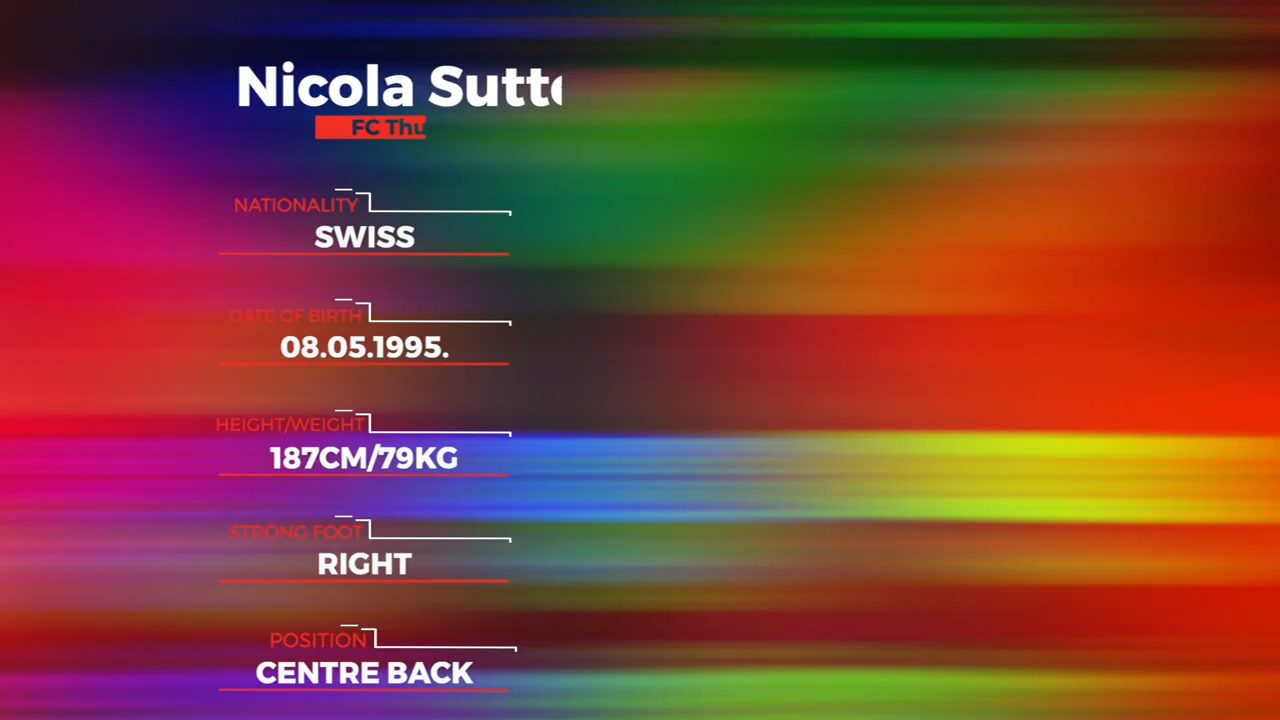 Nicola Sutt
FC Thu
NATIONALITY
SWISS
DATE OF BIRTH
08.05.1995.
HEIGHT/WEIGHT
187CM/79KG
STRONG FOOT
RIGHT
POSITION
CENTRE BACK